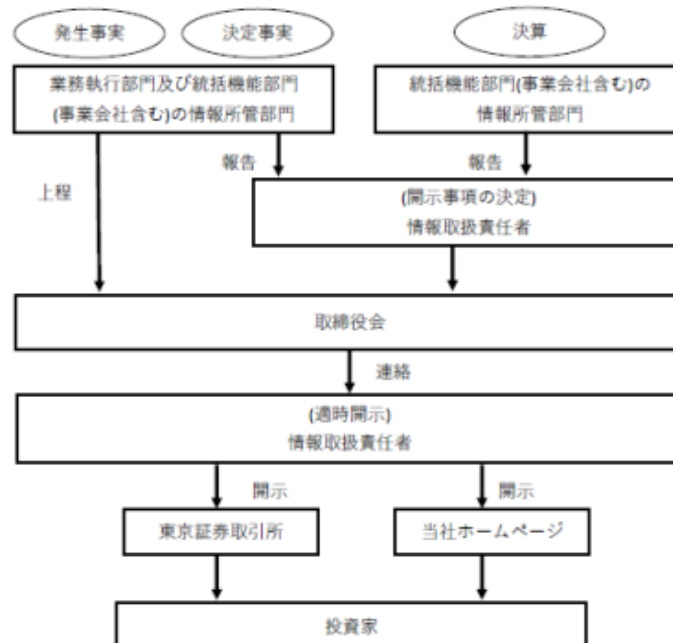 発生事実
決定事実
決算
業務執行部門及び統括機能部門
(事業会社含む)の情報所管部門
統括機能部門(事業会社含む)の
情報所管部門
報告
報告
上程
(開示事項の決定)
情報取扱責任者
取締役会
連絡
(適時開示)
情報取扱責任者
開示
開示
東京証券取引所
当社ホームページ
投資家